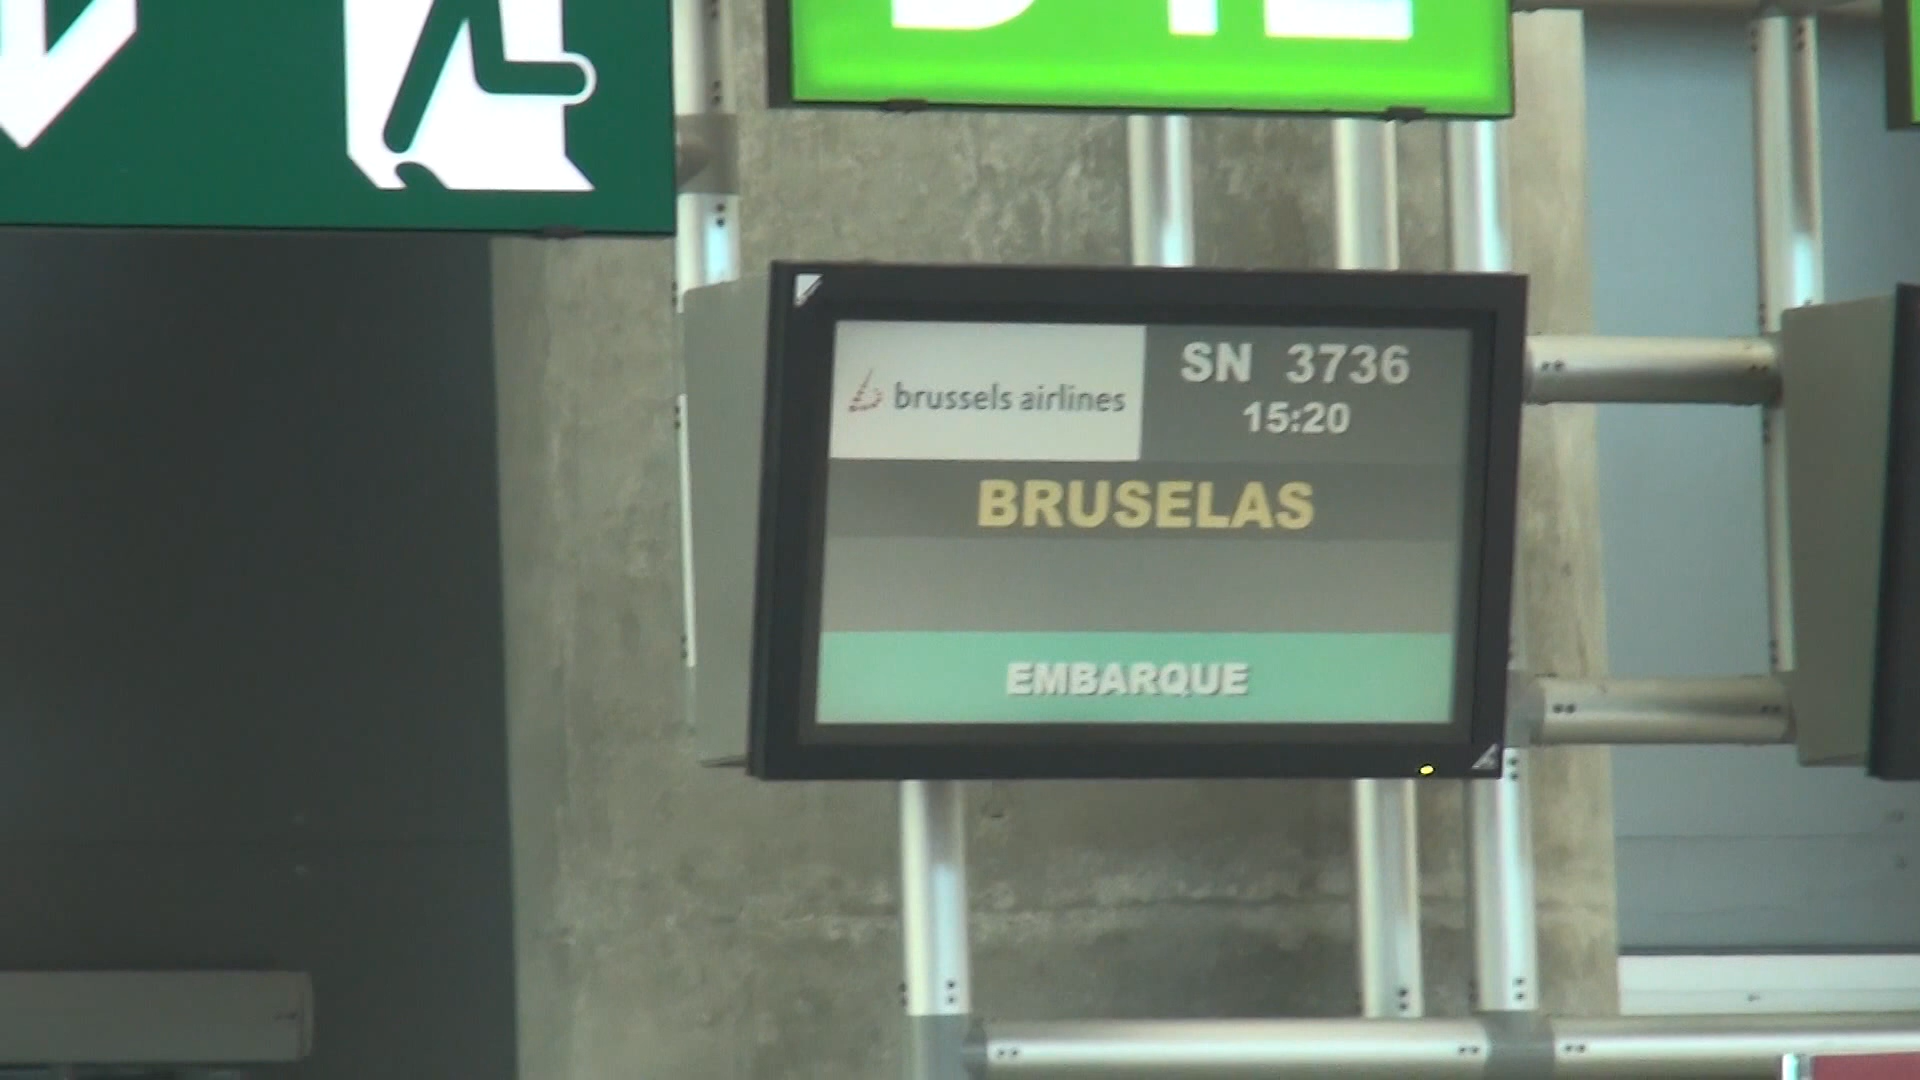 brussels airlines
SN 3736
15:20
BRUSELAS
EMBARQUE